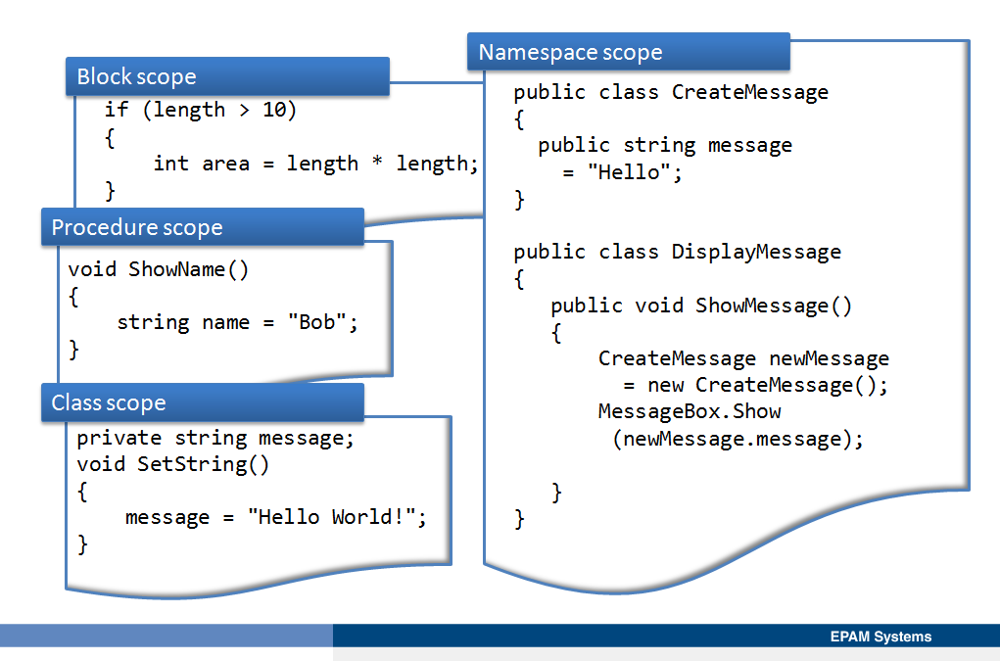 Block scope
if (length > 10)
{
int area = length * length;
}
Procedure scope
void ShowName()
{
string name = "Bob";
}
Class scope
private string message;
void SetString()
{
message = "Hello World!";
}
Namespace scope
public class CreateMessage
{
public string message
= "Hello";
}
public class DisplayMessage
{
public void ShowMessage()
{
CreateMessage newMessage
= new CreateMessage();
MessageBox.Show
(newMessage.message);
}
}
EPAM Systems